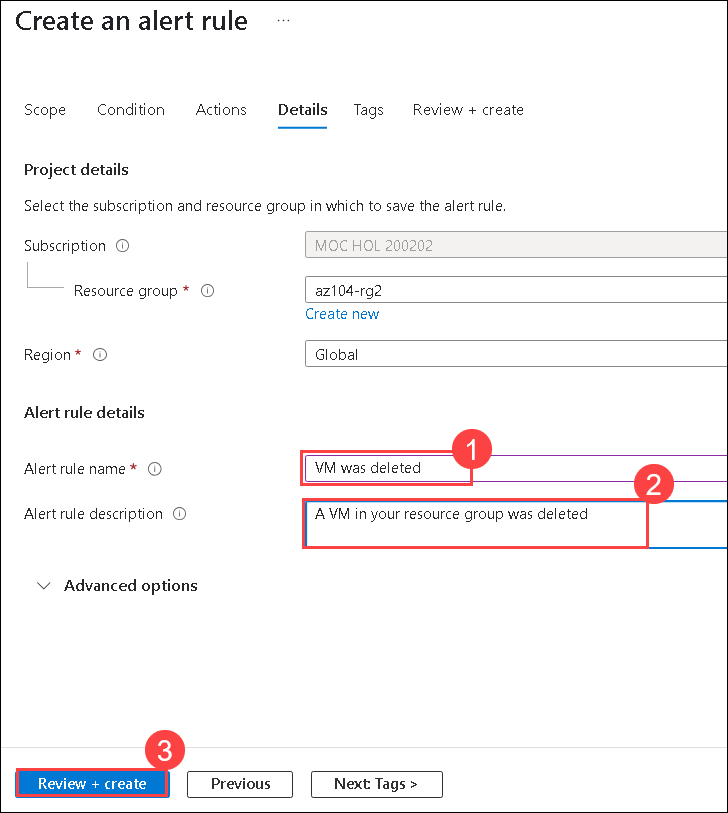 Create an alert rule ...
Scope Condition Actions Details Tags Review + create
Project details
Select the subscription and resource group in which to save the alert rule.
Subscription MOC HOL 200202
Resource group * az104-rg2
Create new
Region * Global
Alert rule details
1
Alert rule name * VM was deleted
2
Alert rule description A VM in your resource group was deleted
Advanced options
3
Review + create Previous Next: Tags >